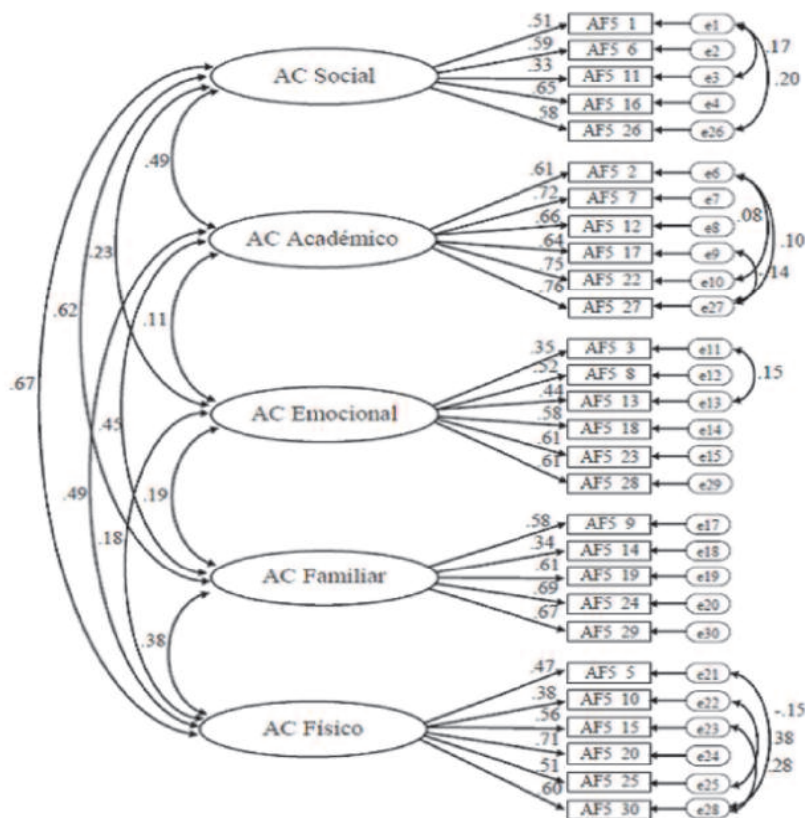 .51 AF5 1 e1
.59 AF5 6 e2 .17
AC Social .33 AF5 11 e3
.65 AF5 16 e4 .20
.58 AF5 26 e26
.49
.61 AF5 2 e6
.72 AF5 7 e7
.66 AF5 12 e8 .08
AC Académico .64 AF5 17 e9 .10
.23 .75 AF5 22 e10 .14
.76 AF5 27 e27
.62 .11
.35 AF5 3 e11
.52 AF5 8 e12 .15
.67 .44 AF5 13 e13
AC Emocional .58 AF5 18 e14
.45 .61 AF5 23 e15
.61 AF5 28 e29
.49 .19
.18 .58 AF5 9 e17
.34 AF5 14 e18
AC Familiar .61 AF5 19 e19
.69 AF5 24 e20
.67 AF5 29 e30
.38
.47 AF5 5 e21
.38 AF5 10 e22 -.15
.56 AF5 15 e23 .38
AC Físico .71 AF5 20 e24 .28
.51 AF5 25 e25
.60 AF5 30 e28